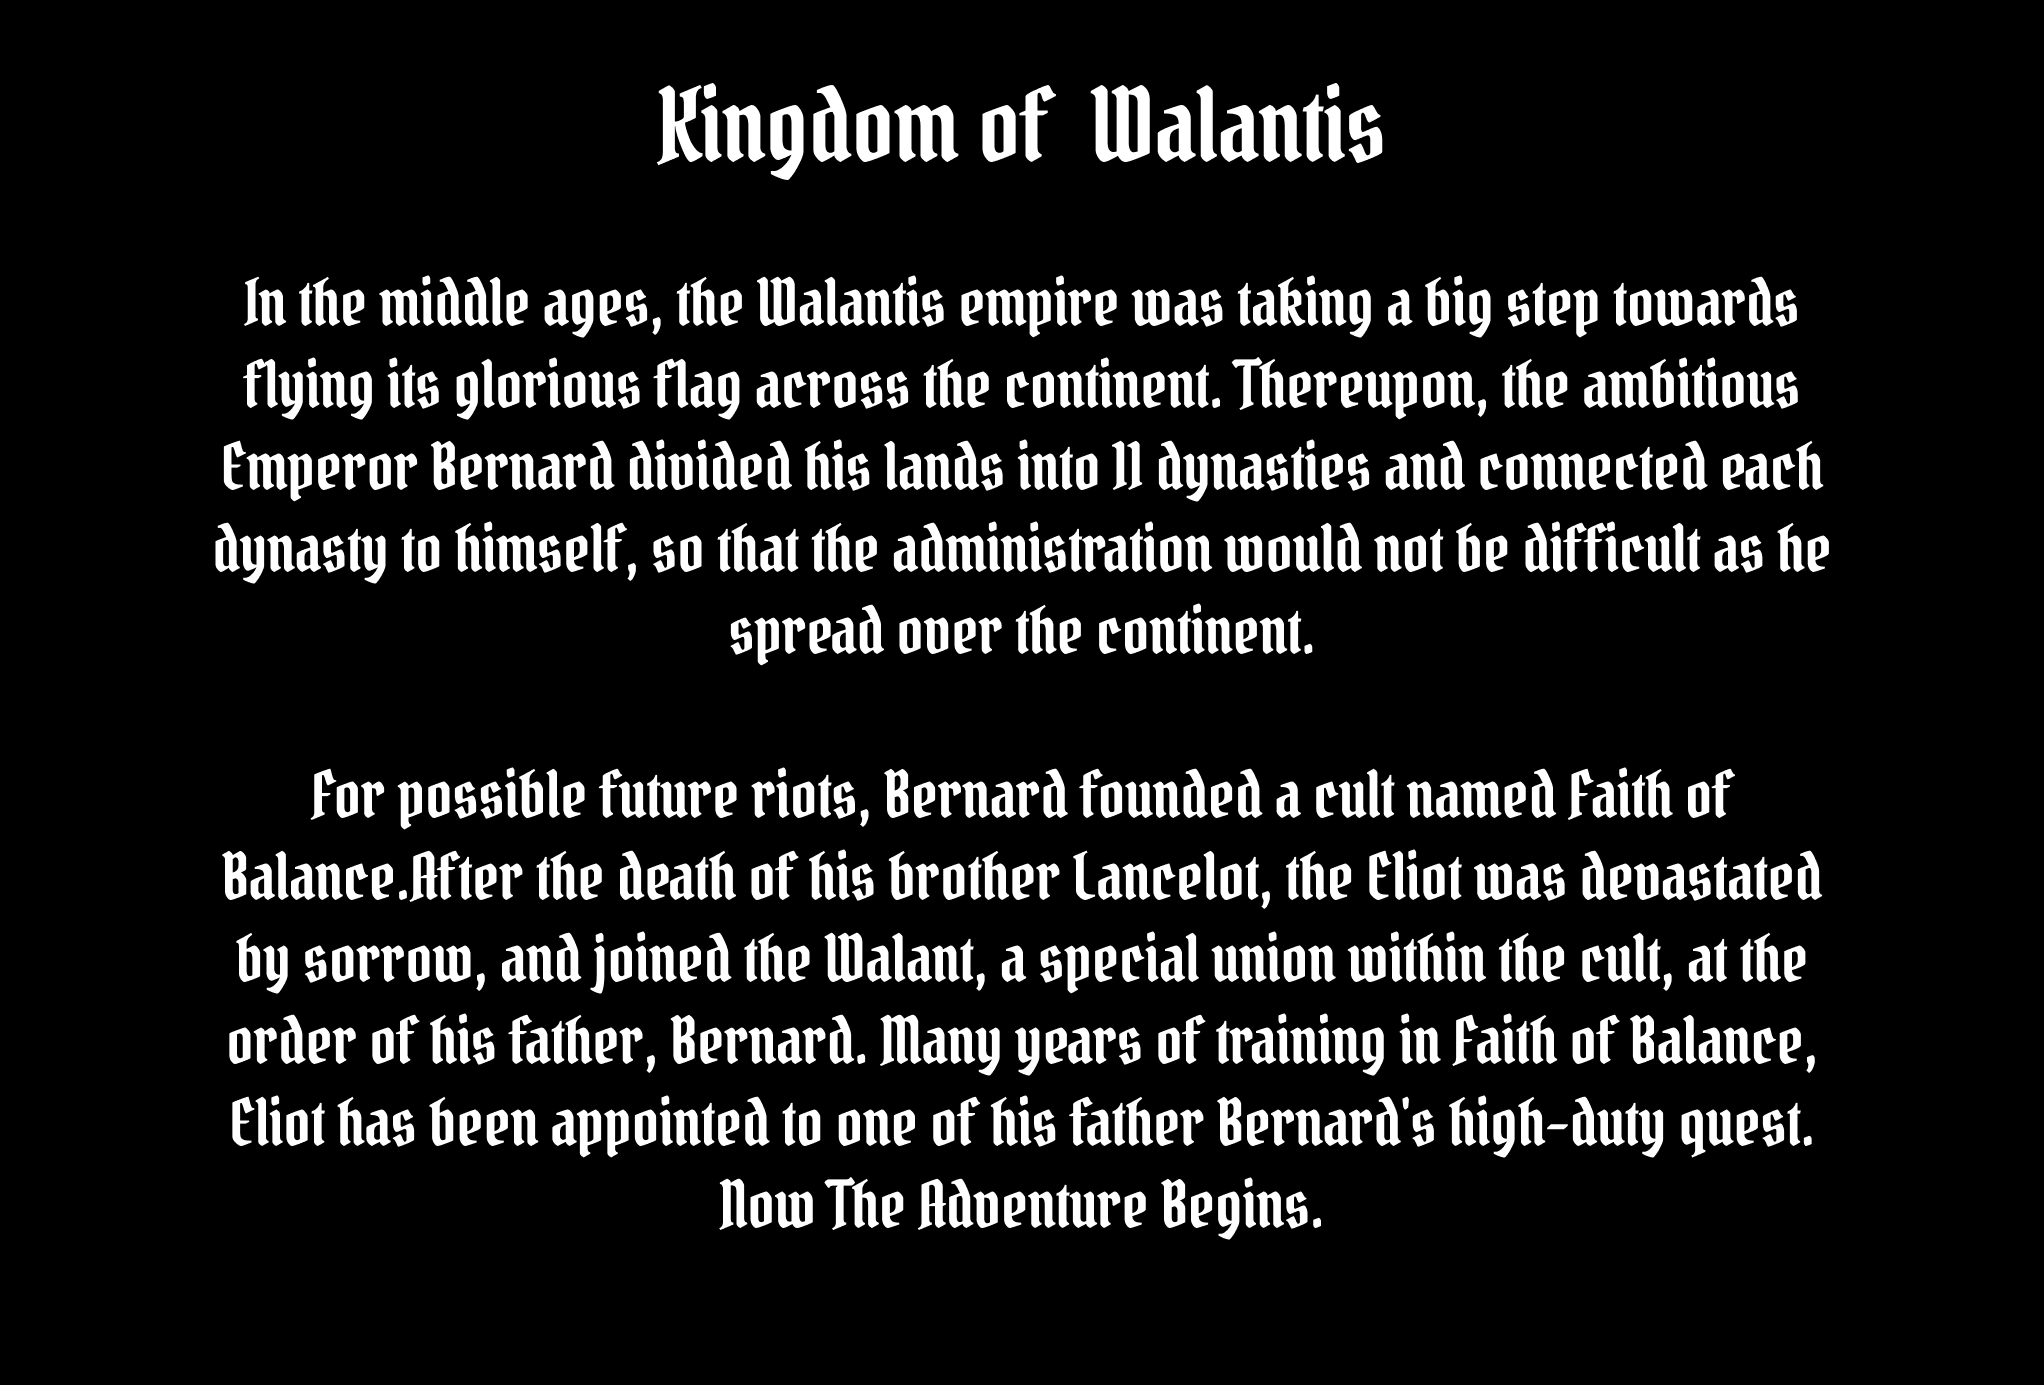 Kingdom of Walantis
In the middle ages, the Walantis empire was taking a big step towards
flying its glorious flag across the continent. Thereupon, the ambitious
Emperor Bernard divided his lands into 11 dynasties and connected each
dynasty to himself, so that the administration would not be difficult as he
spread over the continent.
For possible future riots, Bernard founded a cult named Faith of
Balance.After the death of his brother Lancelot, the Eliot was devastated
by sorrow, and joined the Walant, a special union within the cult, at the
order of his father, Bernard. Many years of training in Faith of Balance,
Eliot has been appointed to one of his father Bernard's high-duty quest.
Now The Adventure Begins.